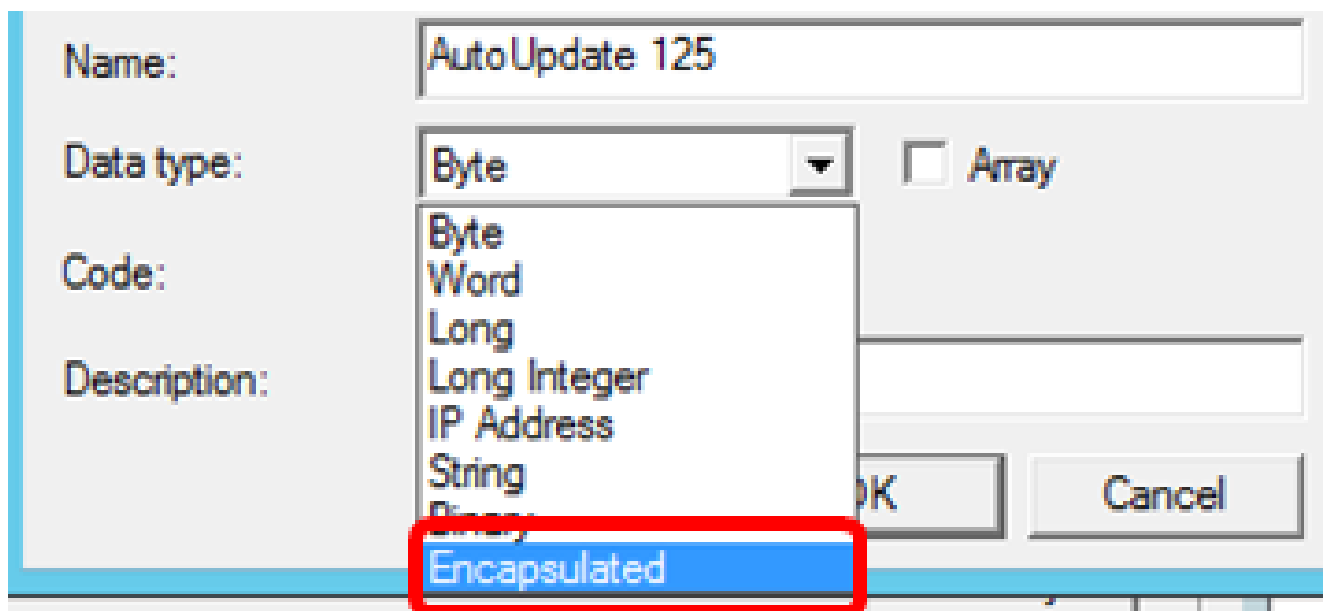 Name: AutoUpdate 125
Data type: Byte Array
Byte
Word
Code:
Long
Long Integer
Description:
IP Address
String
Binary
OK Cancel
Encapsulated